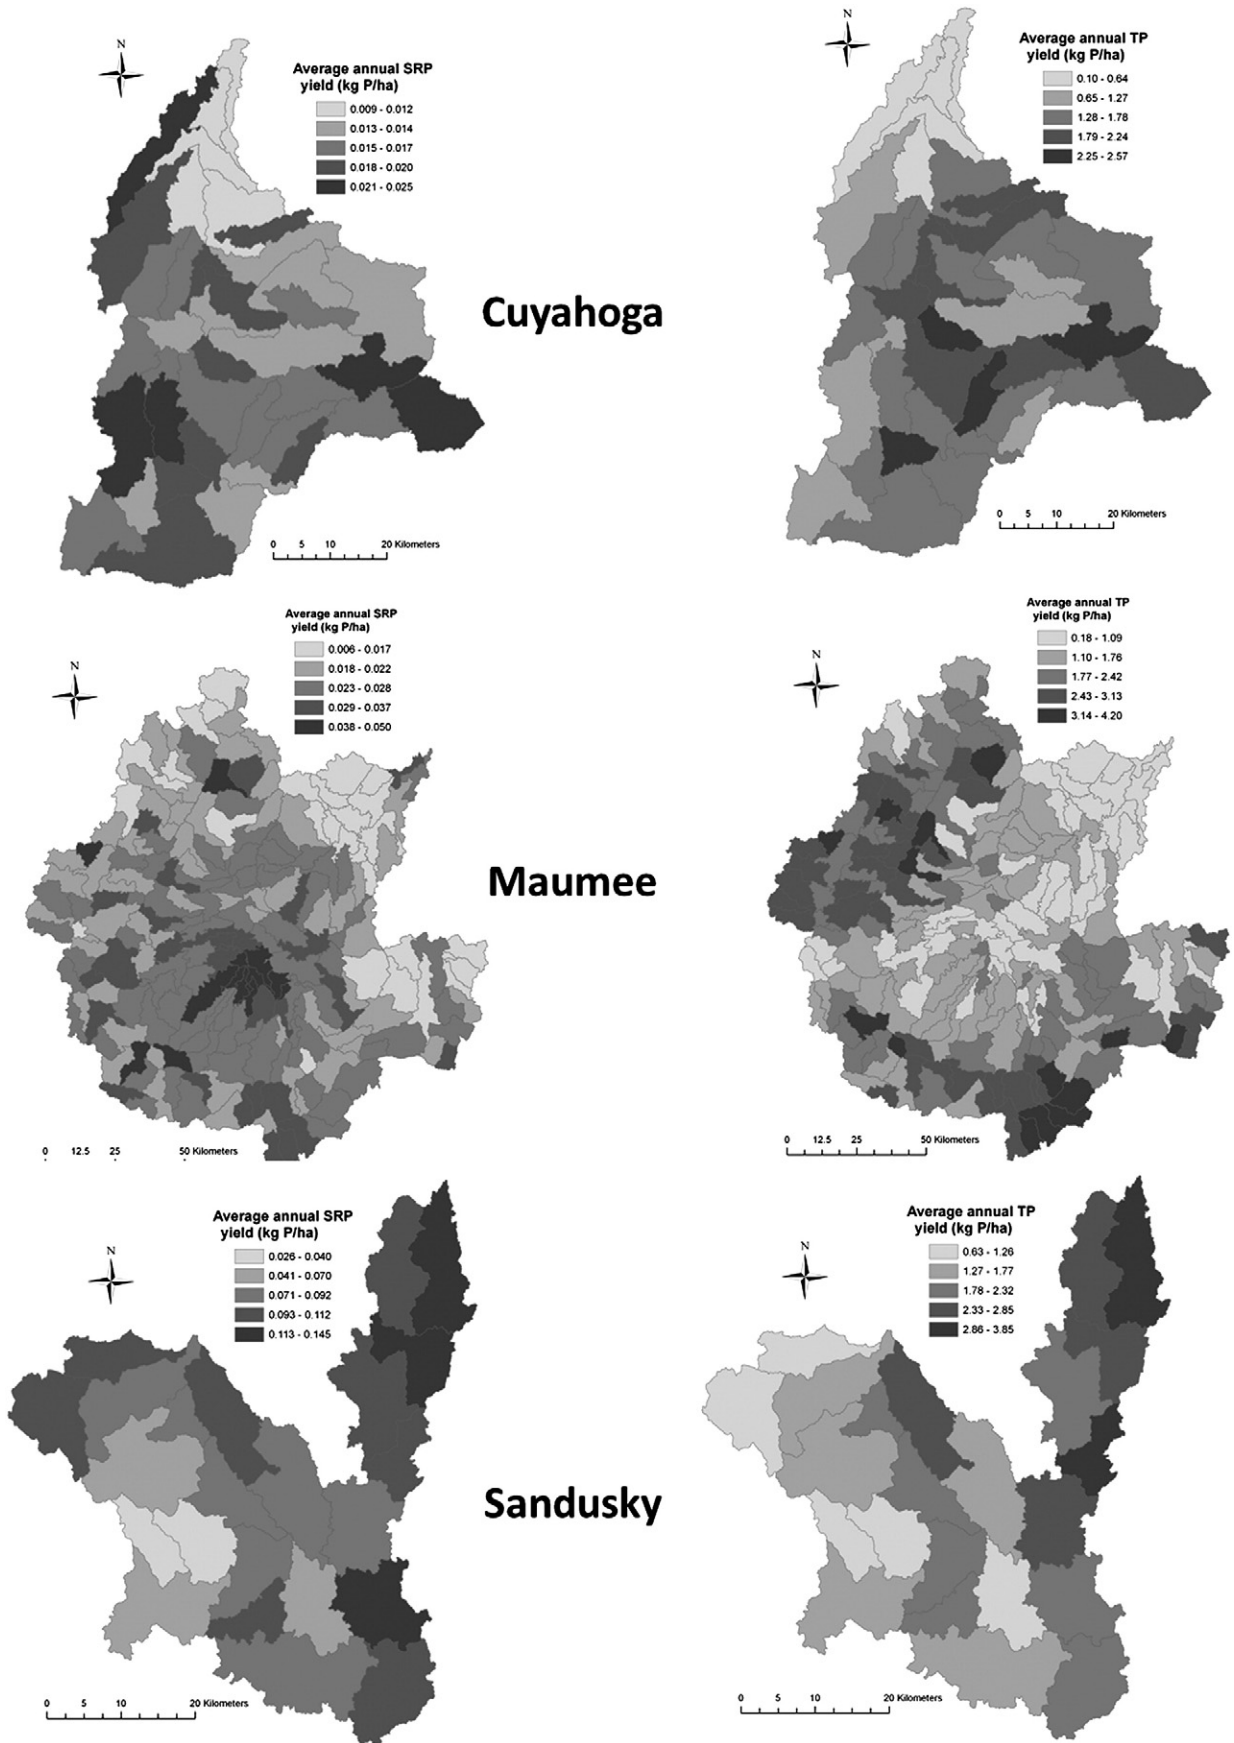 N
Average annual SRP
yield (kg P/ha)
0.009 - 0.012
0.013 - 0.014
0.015 - 0.017
0.018 - 0.020
0.021 - 0.025
0 5 10 20 Kilometers
N
Average annual TP
yield (kg P/ha)
0.10 - 0.64
0.65 - 1.27
1.28 - 1.78
1.79 - 2.24
2.25 - 2.57
0 5 10 20 Kilometers
Cuyahoga
Average annual SRP
yield (kg P/ha)
0.006 - 0.017
0.018 - 0.022
0.023 - 0.028
0.029 - 0.037
0.038 - 0.050
N
0 12.5 25 50 Kilometers
Average annual TP
yield (kg P/ha)
0.18 - 1.09
1.10 - 1.76
1.77 - 2.42
2.43 - 3.13
3.14 - 4.20
N
0 12.5 25 50 Kilometers
Maumee
Average annual SRP
yield (kg P/ha)
0.026 - 0.040
0.041 - 0.070
0.071 - 0.092
0.093 - 0.112
0.113 - 0.145
N
0 5 10 20 Kilometers
Average annual TP
yield (kg P/ha)
0.63 - 1.26
1.27 - 1.77
1.78 - 2.32
2.33 - 2.85
2.86 - 3.85
N
0 5 10 20 Kilometers
Sandusky